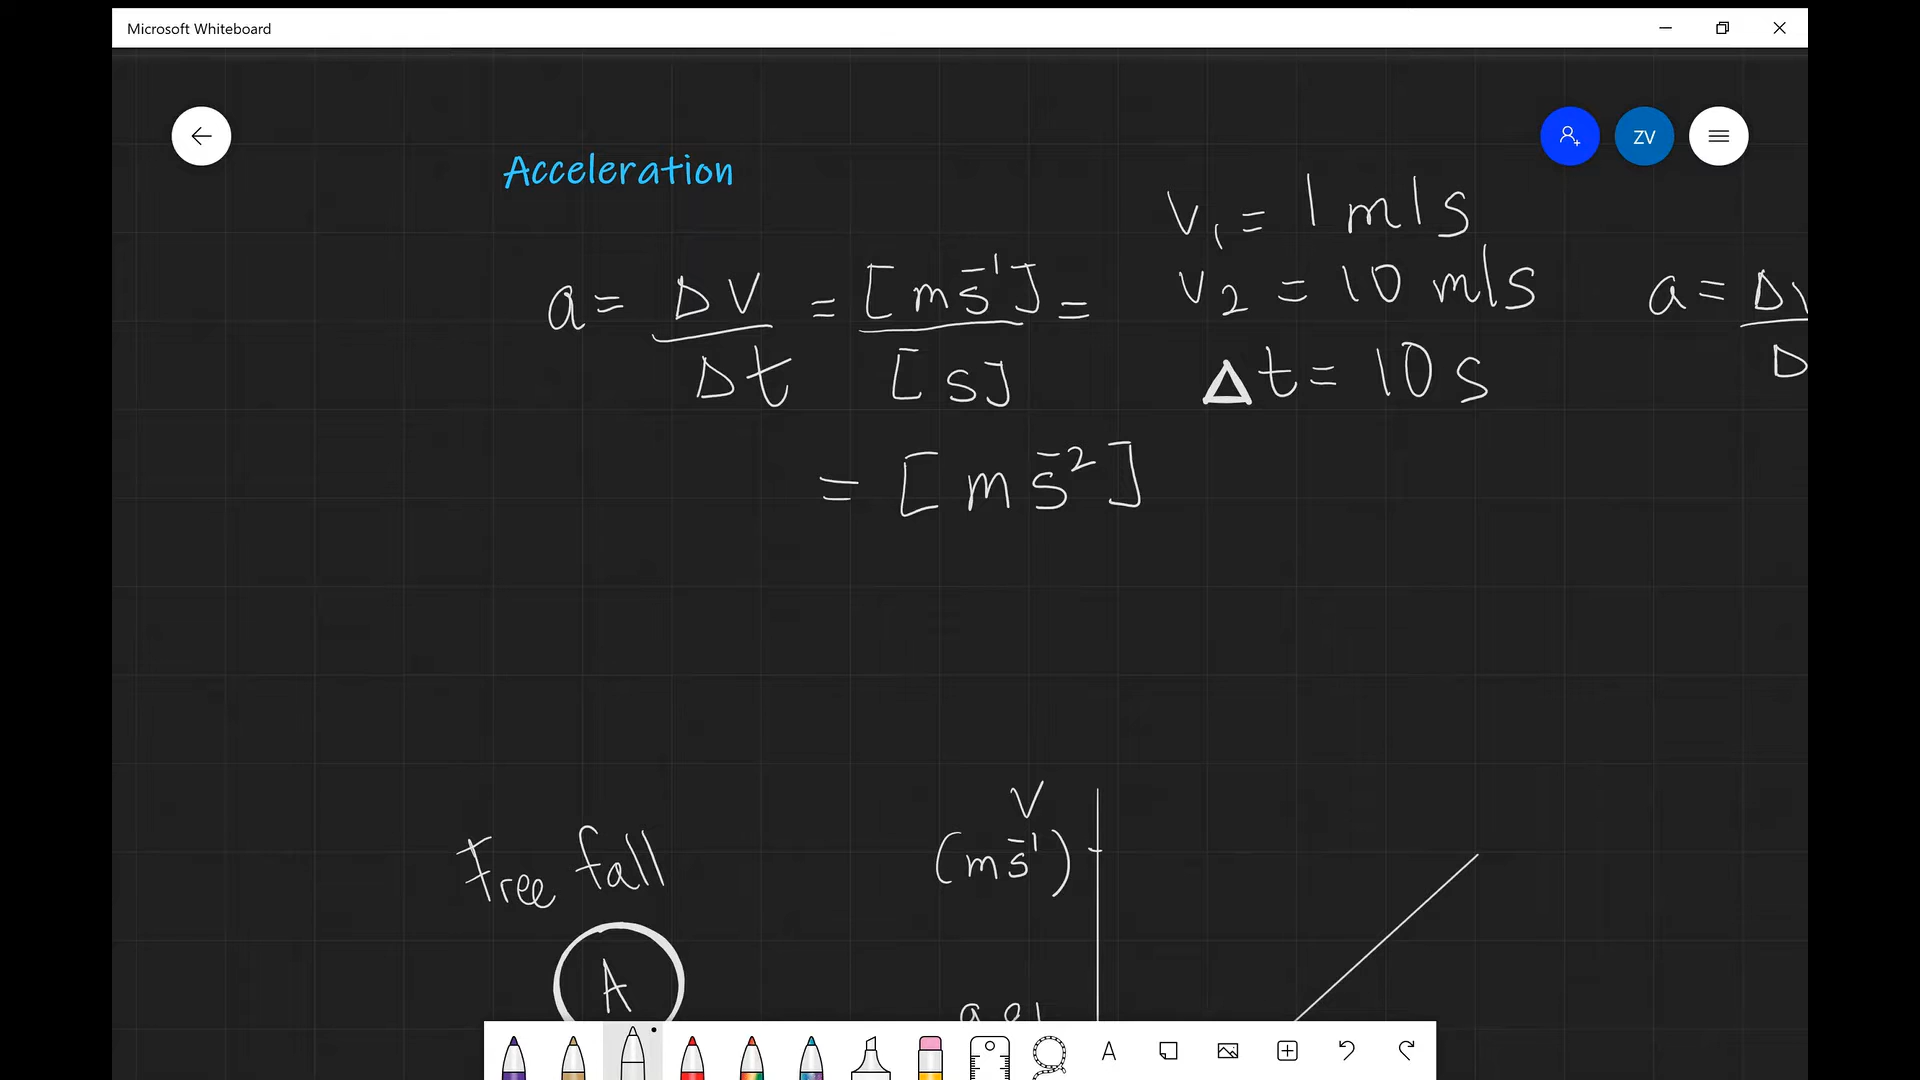 Microsoft Whiteboard
ZV
Acceleration
a = Δv/Δt = [ms⁻¹]/[s] =
= [ms⁻²]
v₁ = 1 m/s
v₂ = 10 m/s
Δt = 10 s
a = Δv
Δ
Free fall
A
v
(ms⁻¹)
A